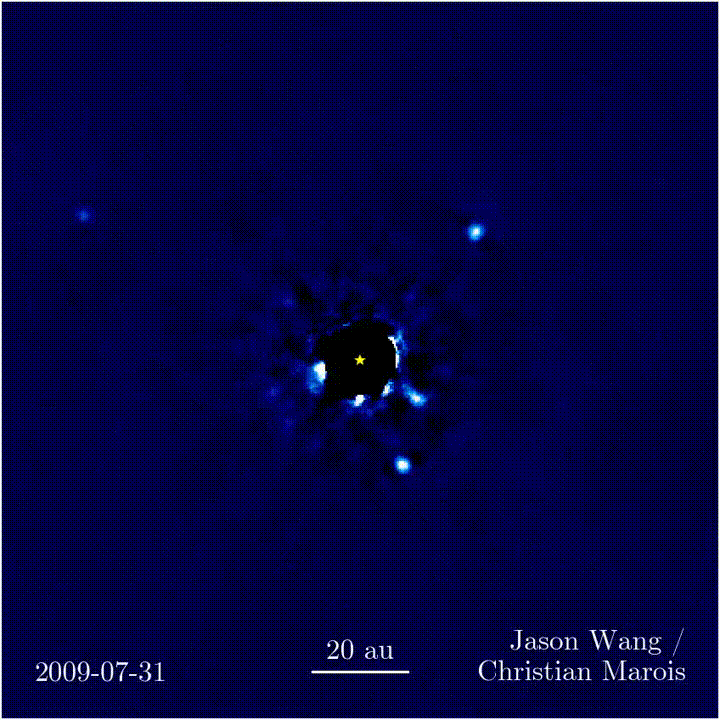 2009-07-31
20 au
Jason Wang /
Christian Marois